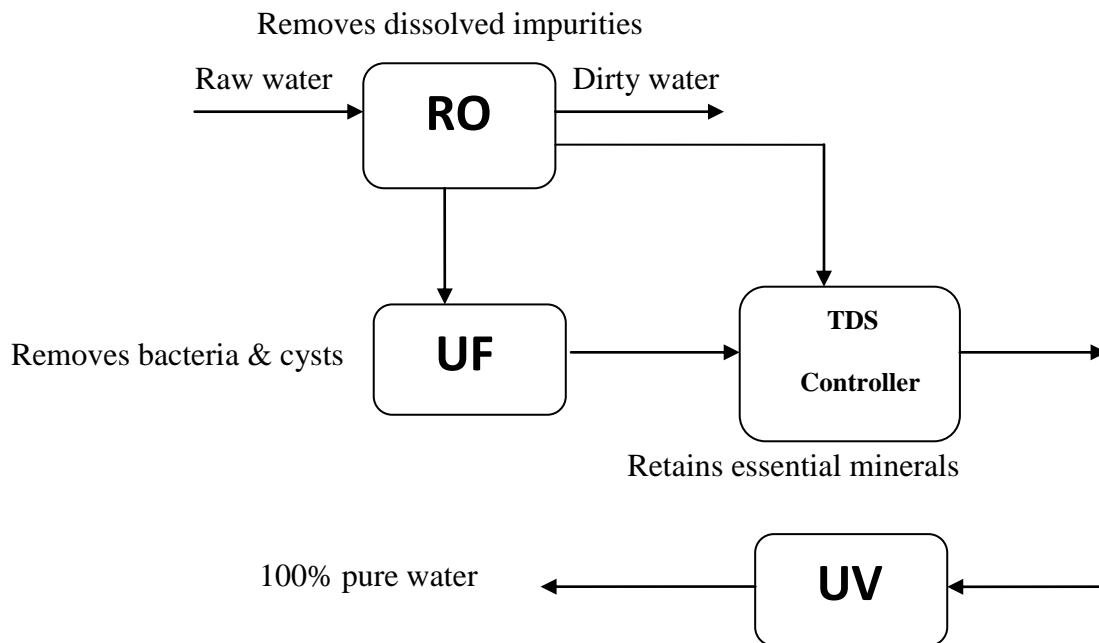 Removes dissolved impurities
Raw water
Dirty water
RO
TDS
Controller
Removes bacteria & cysts
UF
Retains essential minerals
100% pure water
UV